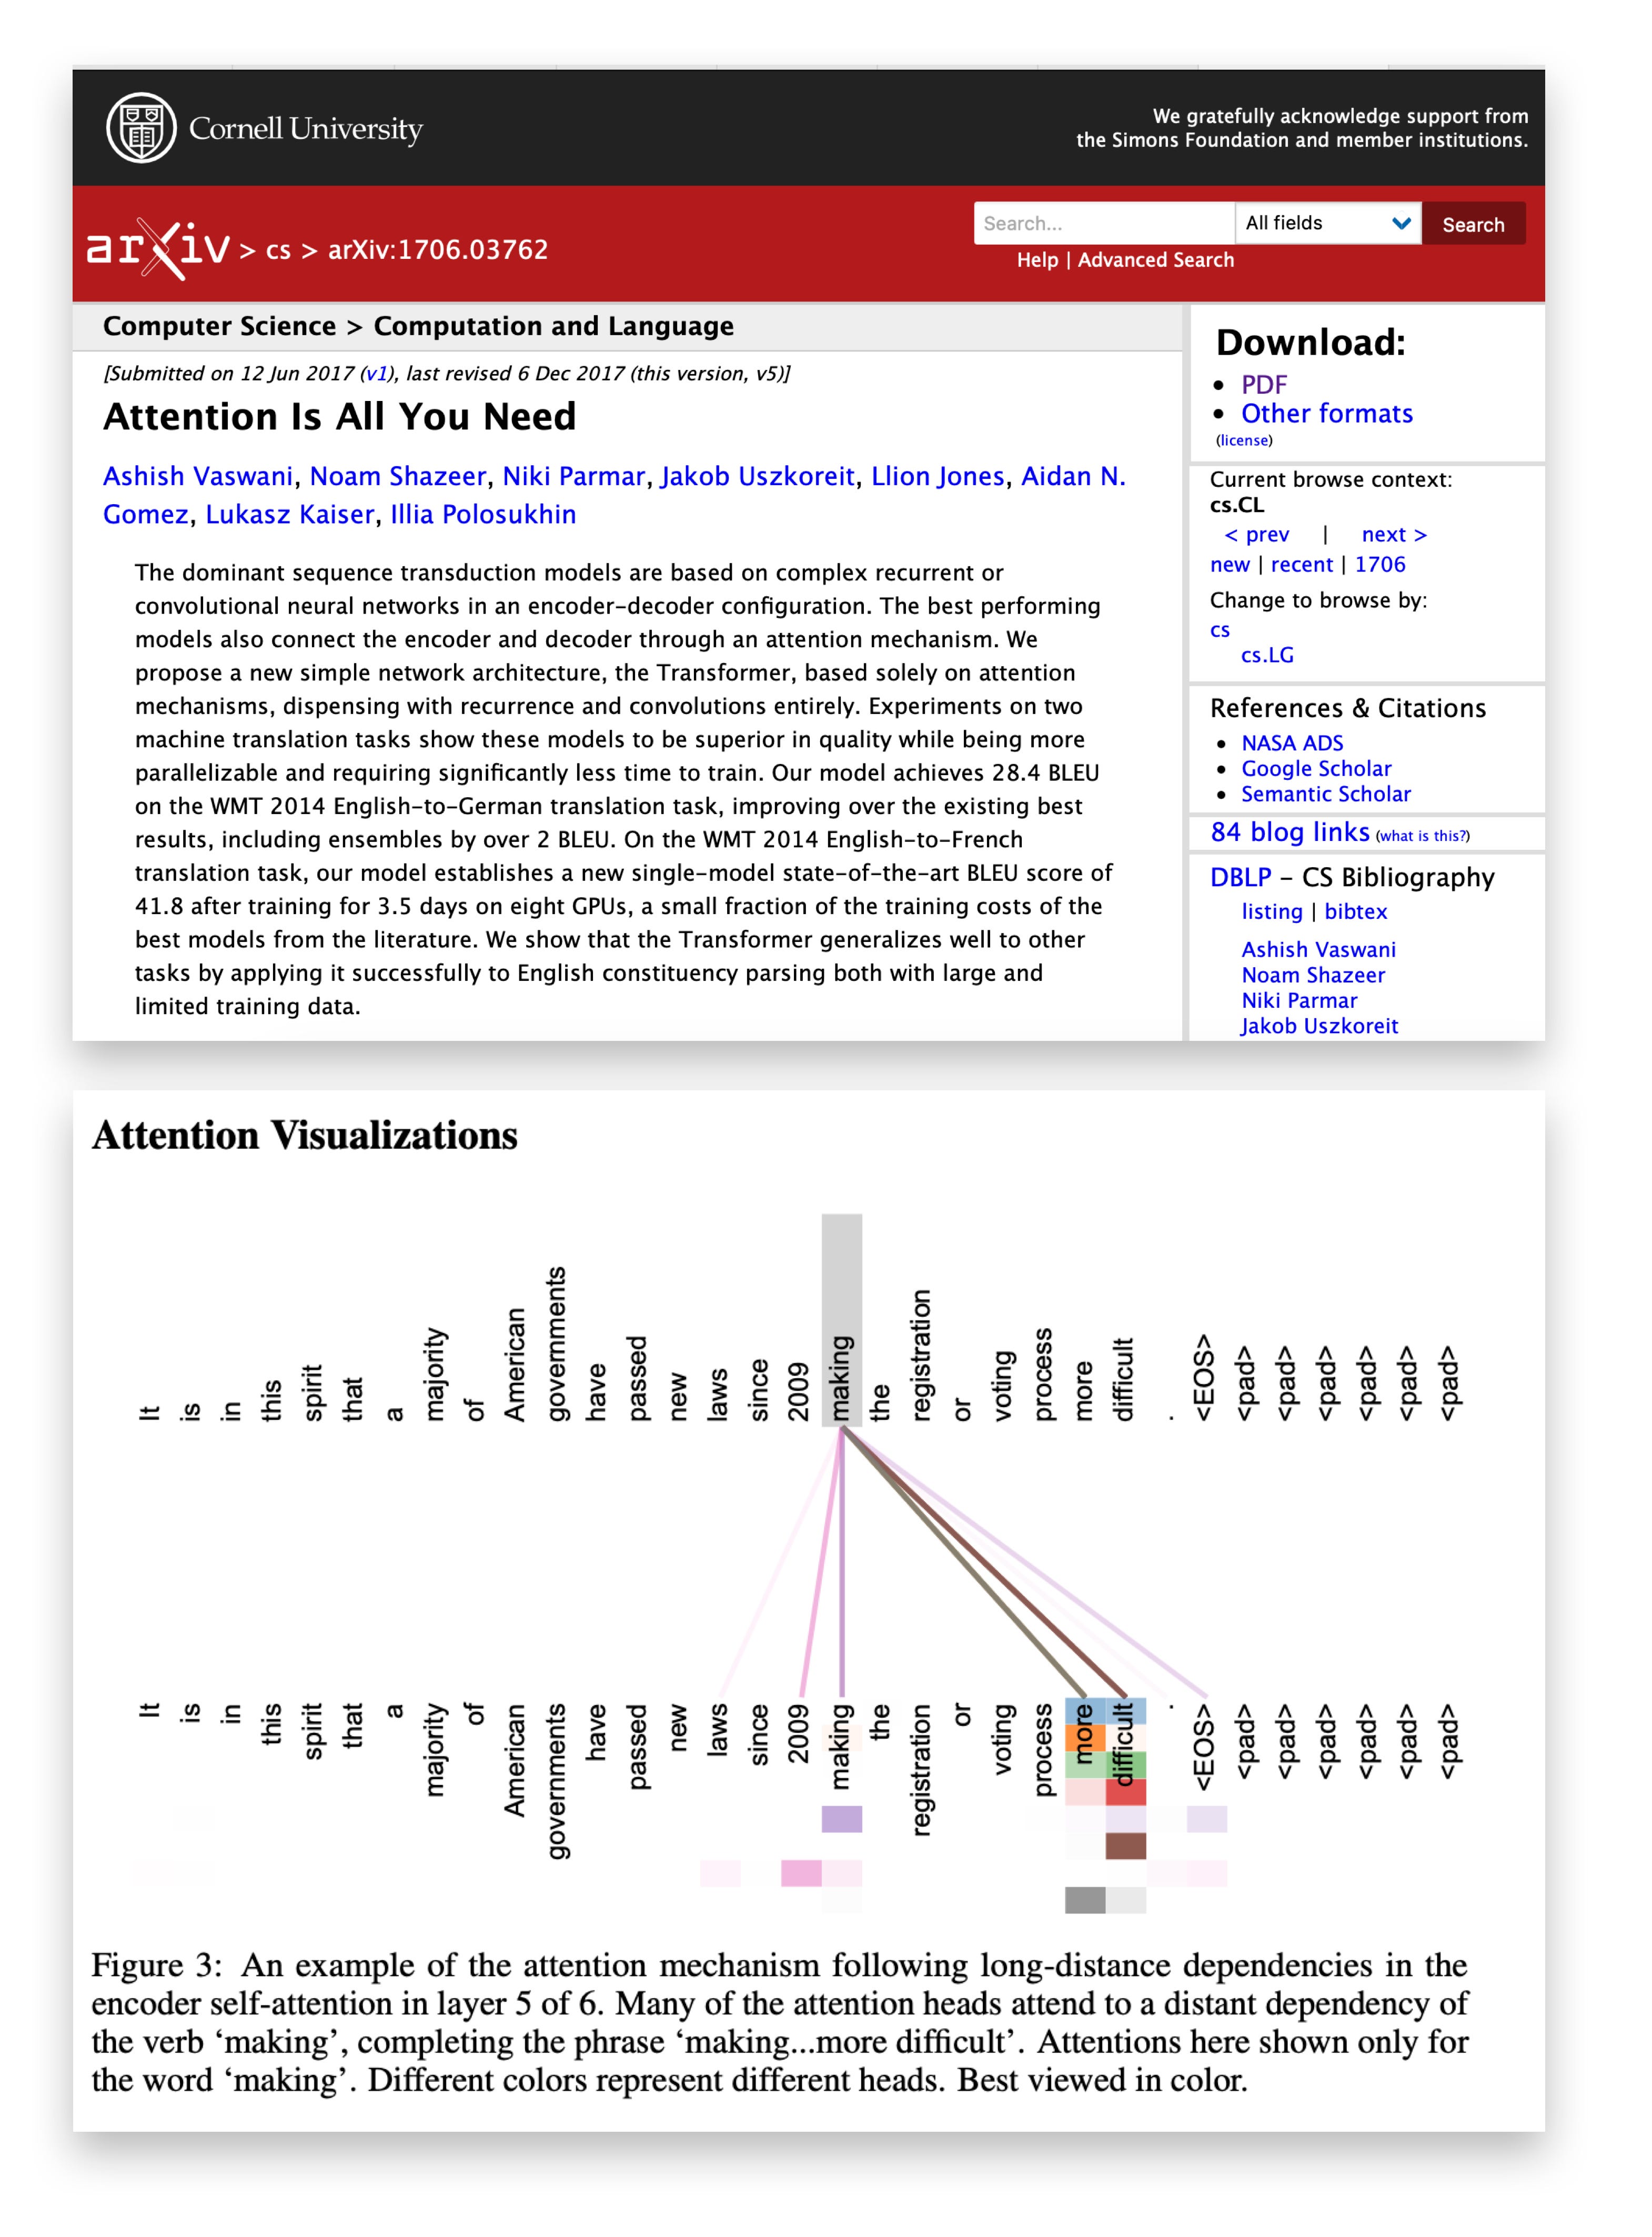 Cornell University
We gratefully acknowledge support from
the Simons Foundation and member institutions.
arXiv > cs > arXiv:1706.03762
Search...
All fields
Search
Help | Advanced Search
Computer Science > Computation and Language
[Submitted on 12 Jun 2017 (v1), last revised 6 Dec 2017 (this version, v5)]
Attention Is All You Need
Ashish Vaswani, Noam Shazeer, Niki Parmar, Jakob Uszkoreit, Llion Jones, Aidan N.
Gomez, Lukasz Kaiser, Illia Polosukhin
The dominant sequence transduction models are based on complex recurrent or
convolutional neural networks in an encoder-decoder configuration. The best performing
models also connect the encoder and decoder through an attention mechanism. We
propose a new simple network architecture, the Transformer, based solely on attention
mechanisms, dispensing with recurrence and convolutions entirely. Experiments on two
machine translation tasks show these models to be superior in quality while being more
parallelizable and requiring significantly less time to train. Our model achieves 28.4 BLEU
on the WMT 2014 English-to-German translation task, improving over the existing best
results, including ensembles by over 2 BLEU. On the WMT 2014 English-to-French
translation task, our model establishes a new single-model state-of-the-art BLEU score of
41.8 after training for 3.5 days on eight GPUs, a small fraction of the training costs of the
best models from the literature. We show that the Transformer generalizes well to other
tasks by applying it successfully to English constituency parsing both with large and
limited training data.
Download:
• PDF
• Other formats
(license)
Current browse context:
cs.CL
< prev | next >
new | recent | 1706
Change to browse by:
cs
cs.LG
References & Citations
• NASA ADS
• Google Scholar
• Semantic Scholar
84 blog links (what is this?)
DBLP – CS Bibliography
listing | bibtex
Ashish Vaswani
Noam Shazeer
Niki Parmar
Jakob Uszkoreit
Attention Visualizations
It is in this spirit that a majority of American governments have passed new laws since 2009 making the registration or voting process more difficult . <EOS> <pad> <pad> <pad> <pad> <pad> <pad>
It is in this spirit that a majority of American governments have passed new laws since 2009 making the registration or voting process more difficult . <EOS> <pad> <pad> <pad> <pad> <pad> <pad>
Figure 3: An example of the attention mechanism following long-distance dependencies in the
encoder self-attention in layer 5 of 6. Many of the attention heads attend to a distant dependency of
the verb ‘making’, completing the phrase ‘making...more difficult’. Attentions here shown only for
the word ‘making’. Different colors represent different heads. Best viewed in color.